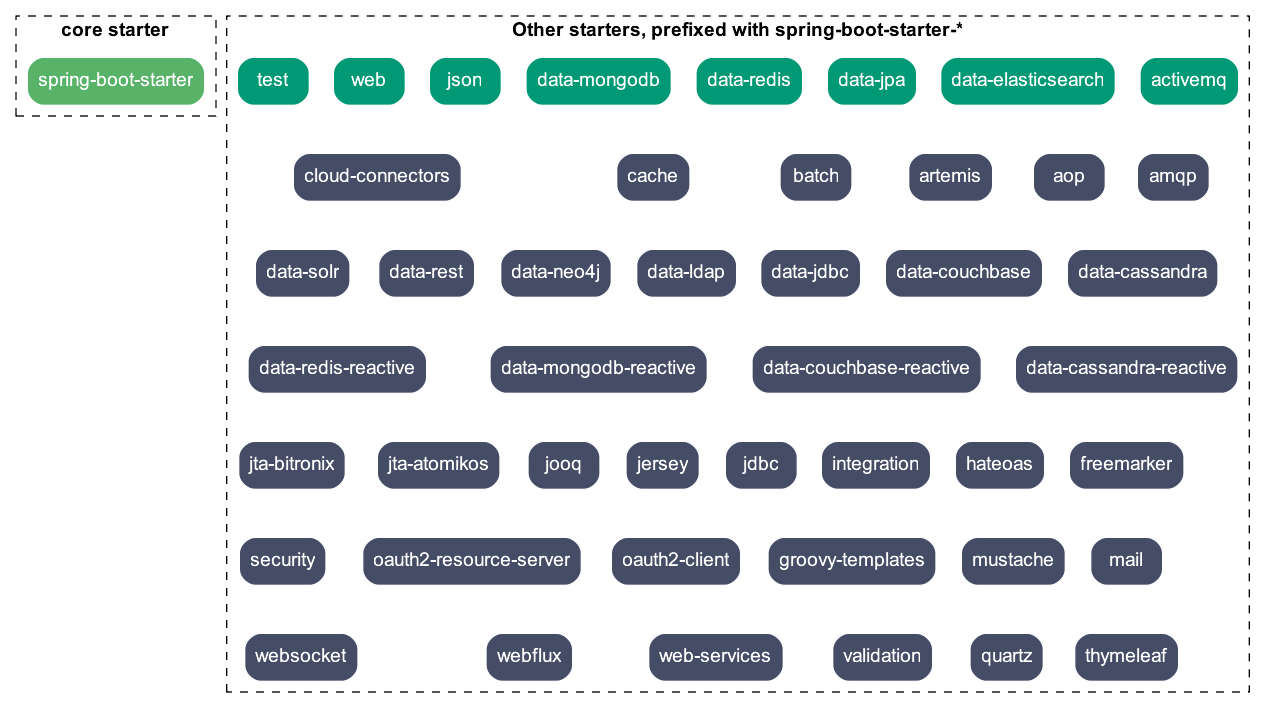 core starter
spring-boot-starter
Other starters, prefixed with spring-boot-starter-*
test web json data-mongodb data-redis data-jpa data-elasticsearch activemq
cloud-connectors cache batch artemis aop amqp
data-solr data-rest data-neo4j data-ldap data-jdbc data-couchbase data-cassandra
data-redis-reactive data-mongodb-reactive data-couchbase-reactive data-cassandra-reactive
jta-bitronix jta-atomikos jooq jersey jdbc integration hateoas freemarker
security oauth2-resource-server oauth2-client groovy-templates mustache mail
websocket webflux web-services validation quartz thymeleaf